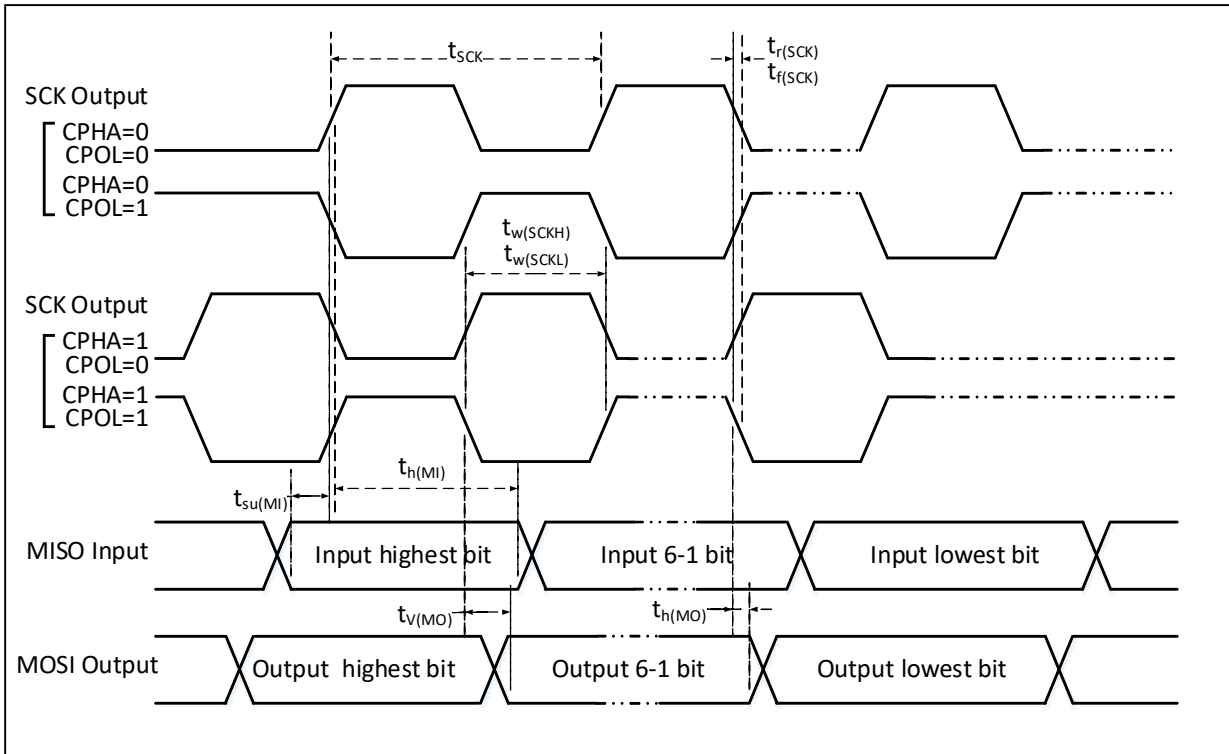 tSCK
tr(SCK)
tf(SCK)
SCK Output
CPHA=0
CPOL=0
CPHA=0
CPOL=1
tw(SCKH)
tw(SCKL)
SCK Output
CPHA=1
CPOL=0
CPHA=1
CPOL=1
th(MI)
tsu(MI)
MISO Input
Input highest bit
Input 6-1 bit
Input lowest bit
tV(MO)
th(MO)
MOSI Output
Output highest bit
Output 6-1 bit
Output lowest bit